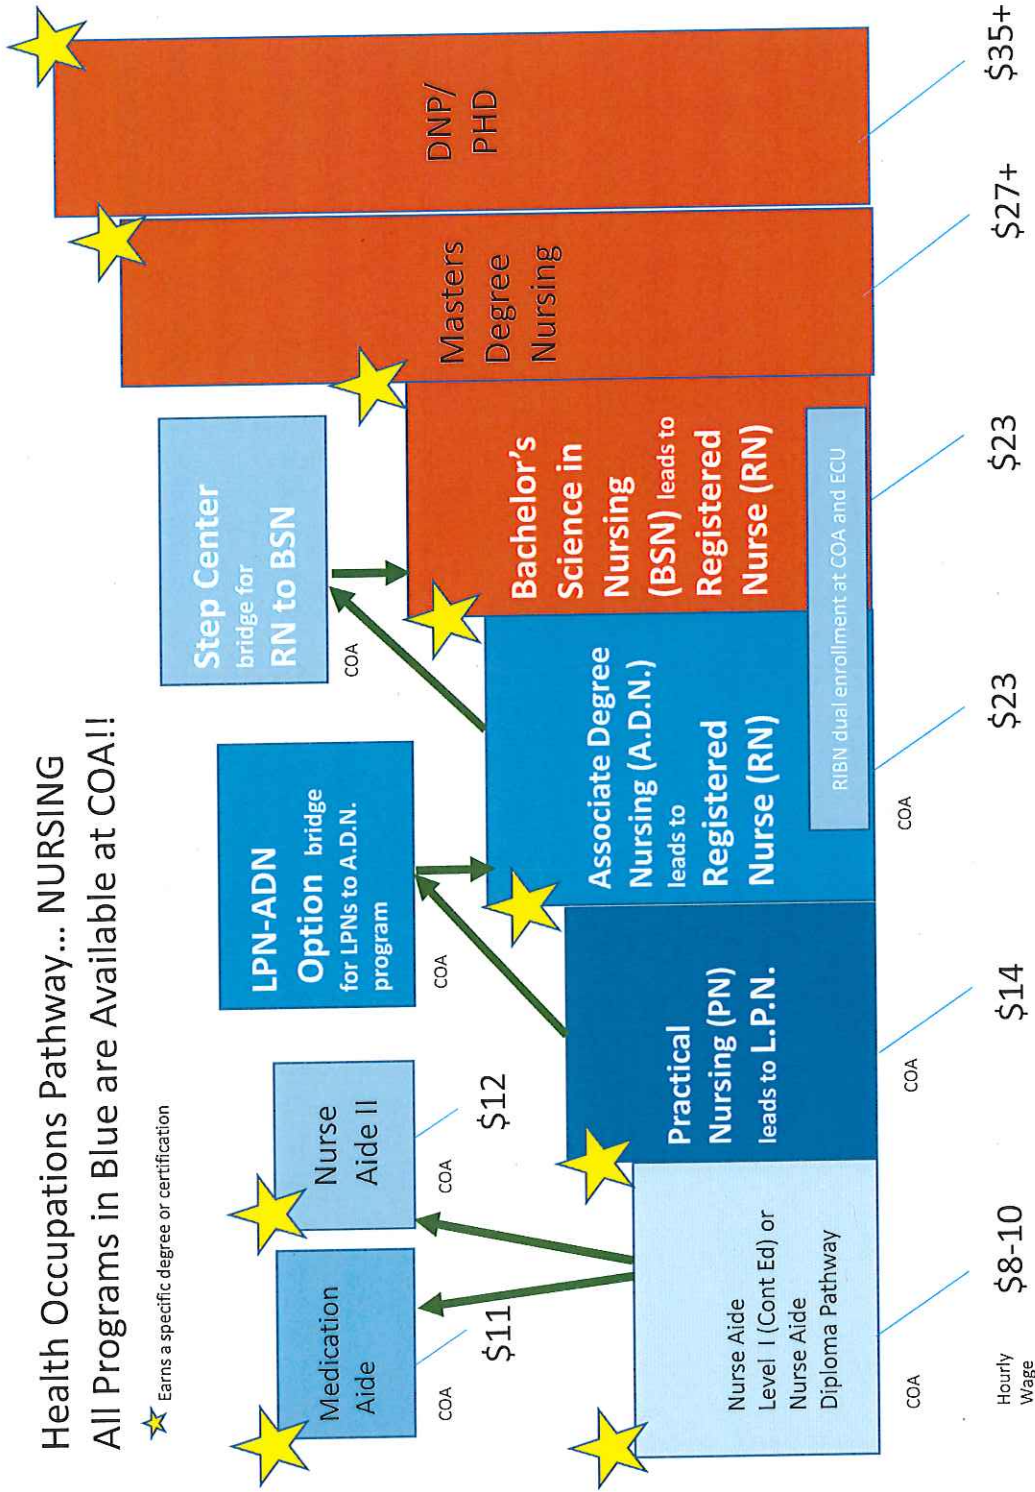 Health Occupations Pathway... NURSING
All Programs in Blue are Available at COA!!
Earns a specific degree or certification
Medication
Aide
$11
COA
Nurse
Aide II
$12
COA
LPN-ADN
Option bridge
for LPNs to A.D.N.
program
COA
Step Center
bridge for
RN to BSN
COA
Nurse Aide
Level I (Cont Ed) or
Nurse Aide
Diploma Pathway
COA
Practical
Nursing (PN)
leads to L.P.N.
COA
Associate Degree
Nursing (A.D.N.)
leads to
Registered
Nurse (RN)
COA
Bachelor's
Science in
Nursing
(BSN) leads to
Registered
Nurse (RN)
RIBN dual enrollment at COA and ECU
Masters
Degree
Nursing
DNP/
PHD
Hourly
Wage
$8-10
$14
$23
$23
$27+
$35+